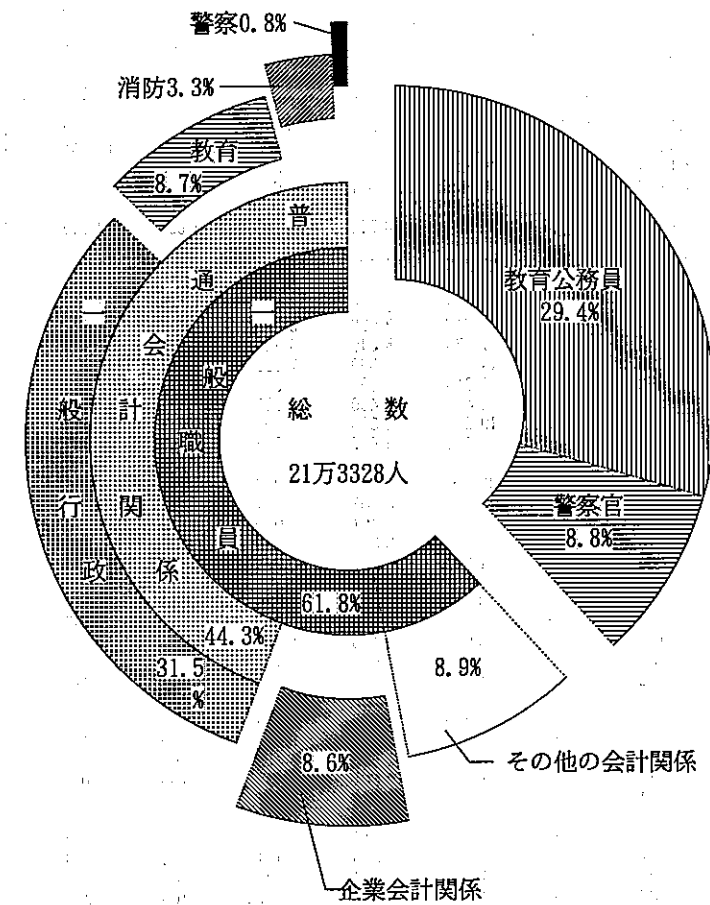 警察0.8%
消防3.3%
教育
8.7%
普通会計関係
44.3%
一般行政
31.5
%
一般職員
61.8%
総数
21万3328人
教育公務員
29.4%
警察官
8.8%
8.9%
その他の会計関係
8.6%
企業会計関係